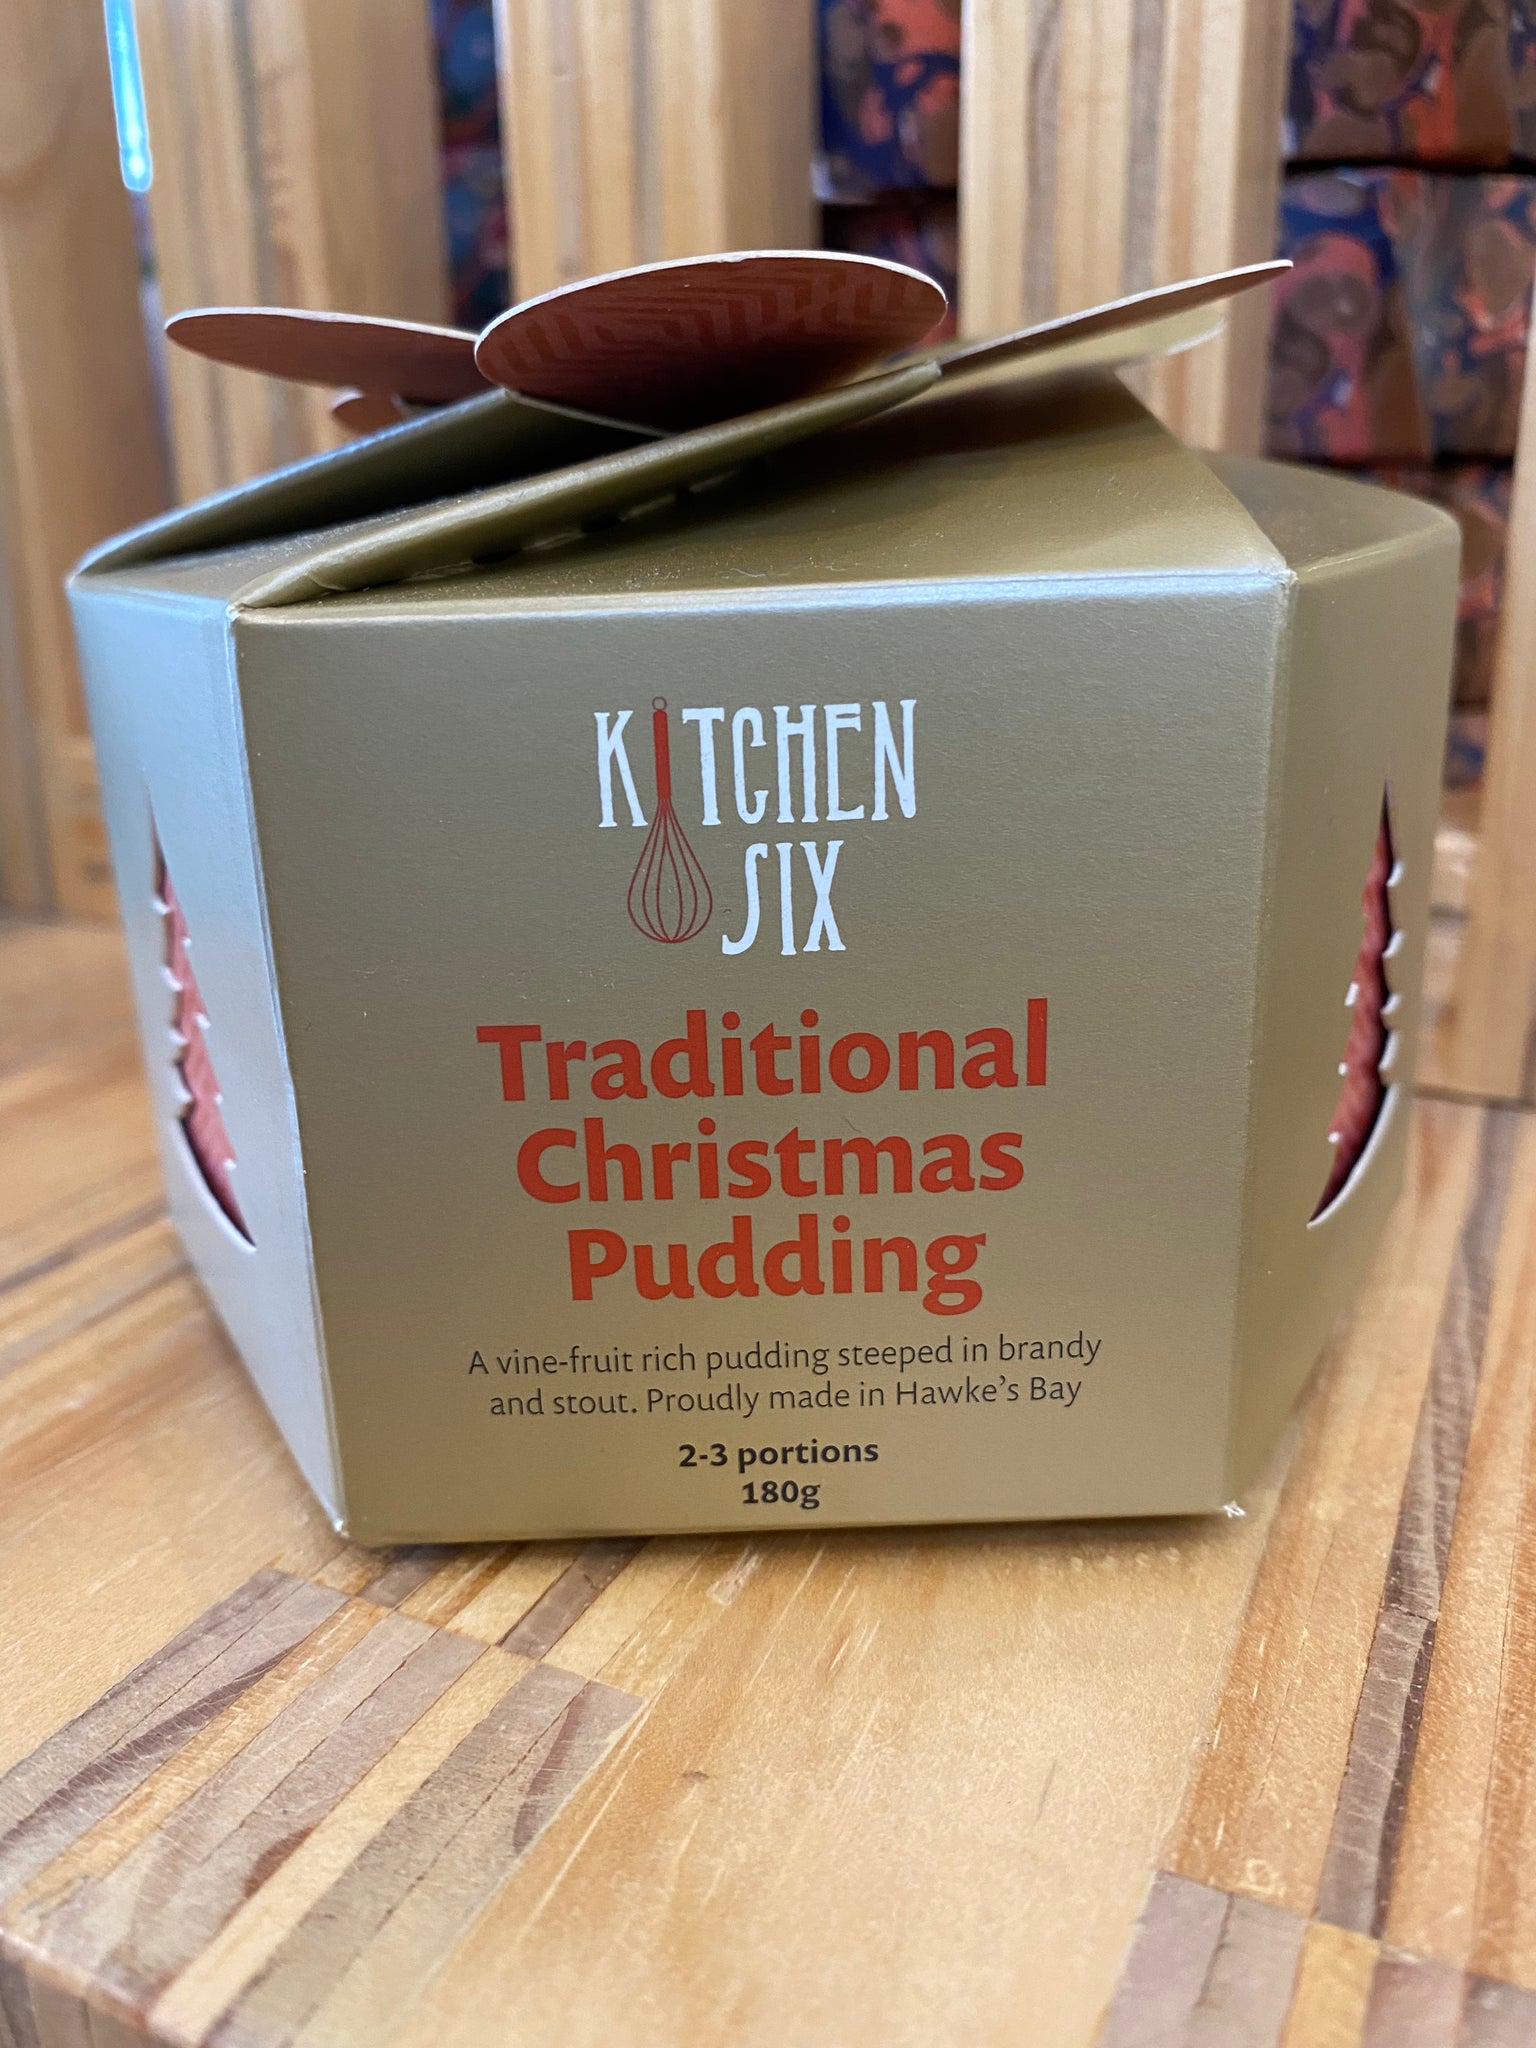 KITCHEN
SIX
Traditional
Christmas
Pudding
A vine-fruit rich pudding steeped in brandy
and stout. Proudly made in Hawke's Bay
2-3 portions
180g